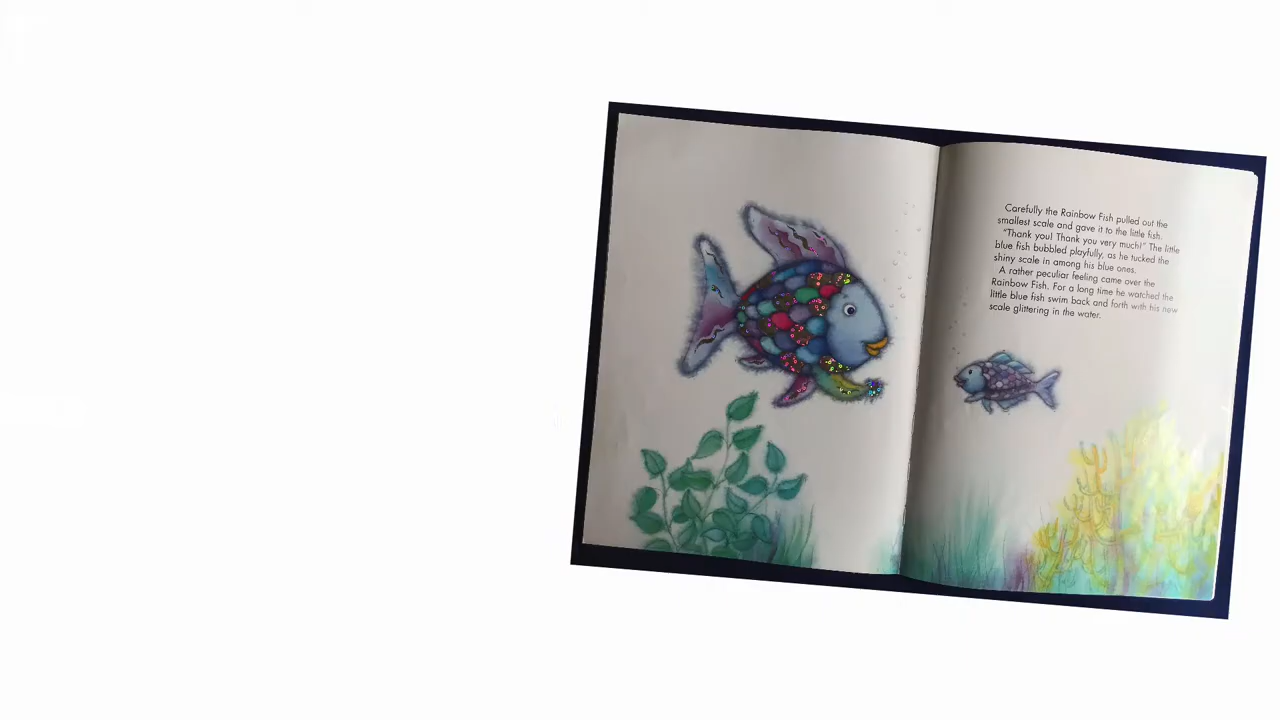 Carefully the Rainbow Fish pulled out the
smallest scale and gave it to the little fish.
"Thank you! Thank you very much!" The little
blue fish bubbled playfully, as he tucked the
shiny scale in among his blue ones.
A rather peculiar feeling came over the
Rainbow Fish. For a long time he watched the
little blue fish swim back and forth with his new
scale glittering in the water.